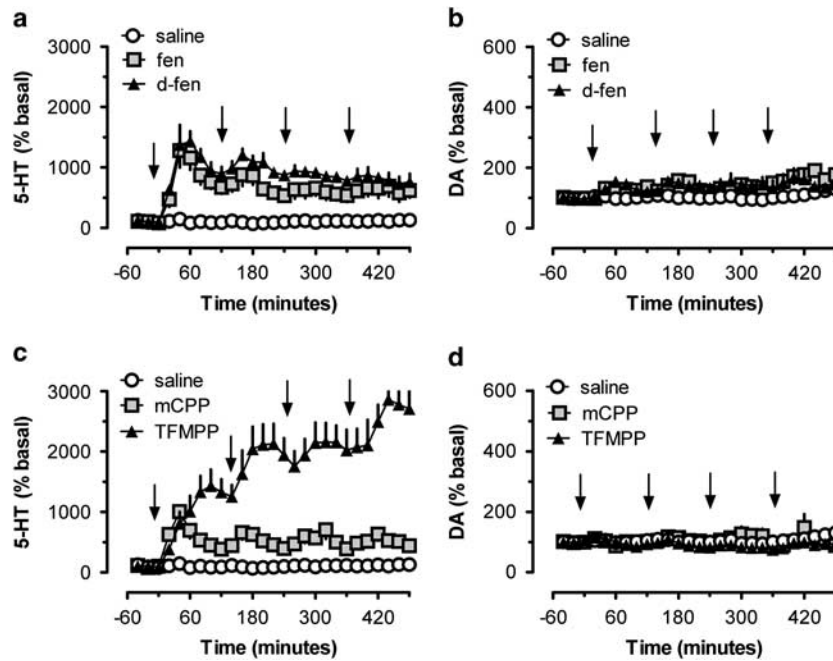 a
saline
fen
d-fen
3000
2000
1000
0
5-HT (% basal)
-60 60 180 300 420
Time (minutes)
b
saline
fen
d-fen
600
400
200
0
DA (% basal)
-60 60 180 300 420
Time (minutes)
c
saline
mCPP
TFMPP
3000
2000
1000
0
5-HT (% basal)
-60 60 180 300 420
Time (minutes)
d
saline
mCPP
TFMPP
600
400
200
0
DA (% basal)
-60 60 180 300 420
Time (minutes)